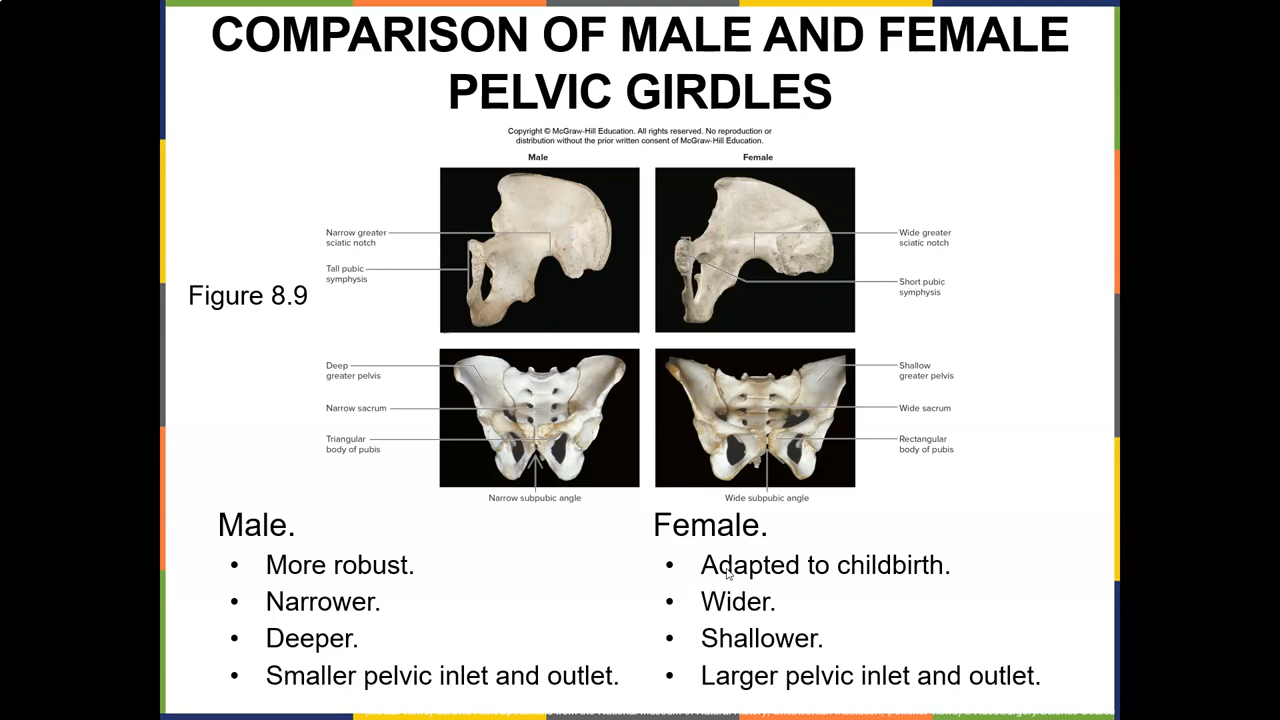 COMPARISON OF MALE AND FEMALE
PELVIC GIRDLES
Copyright © McGraw-Hill Education. All rights reserved. No reproduction or
distribution without the prior written consent of McGraw-Hill Education.
Male
Female
Narrow greater
sciatic notch
Tall pubic
symphysis
Wide greater
sciatic notch
Short pubic
symphysis
Figure 8.9
Deep
greater pelvis
Narrow sacrum
Triangular
body of pubis
Shallow
greater pelvis
Wide sacrum
Rectangular
body of pubis
Narrow subpubic angle
Wide subpubic angle
Male.
• More robust.
• Narrower.
• Deeper.
• Smaller pelvic inlet and outlet.
Female.
• Adapted to childbirth.
• Wider.
• Shallower.
• Larger pelvic inlet and outlet.